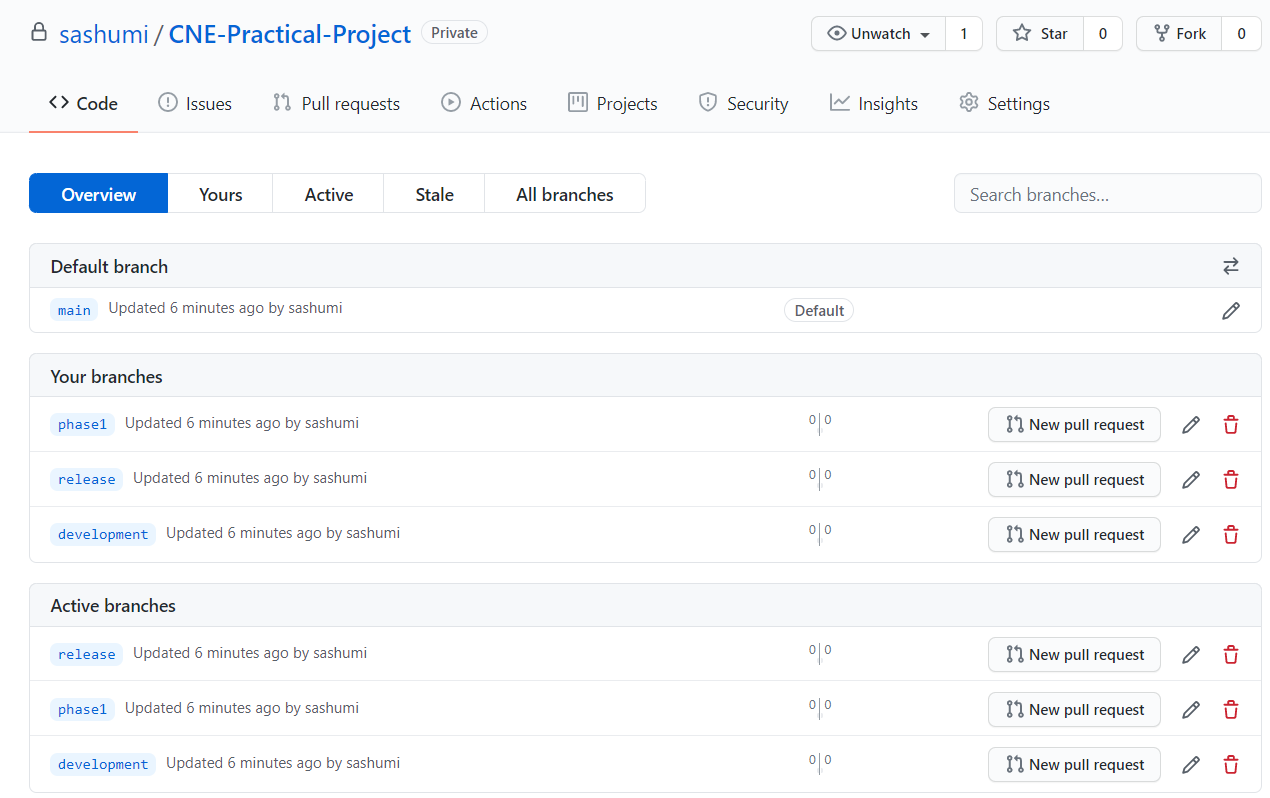 sashumi / CNE-Practical-Project Private Unwatch 1 Star 0 Fork 0
Code Issues Pull requests Actions Projects Security Insights Settings
Overview Yours Active Stale All branches Search branches...
Default branch
main Updated 6 minutes ago by sashumi Default
Your branches
phase1 Updated 6 minutes ago by sashumi 0 0 New pull request
release Updated 6 minutes ago by sashumi 0 0 New pull request
development Updated 6 minutes ago by sashumi 0 0 New pull request
Active branches
release Updated 6 minutes ago by sashumi 0 0 New pull request
phase1 Updated 6 minutes ago by sashumi 0 0 New pull request
development Updated 6 minutes ago by sashumi 0 0 New pull request